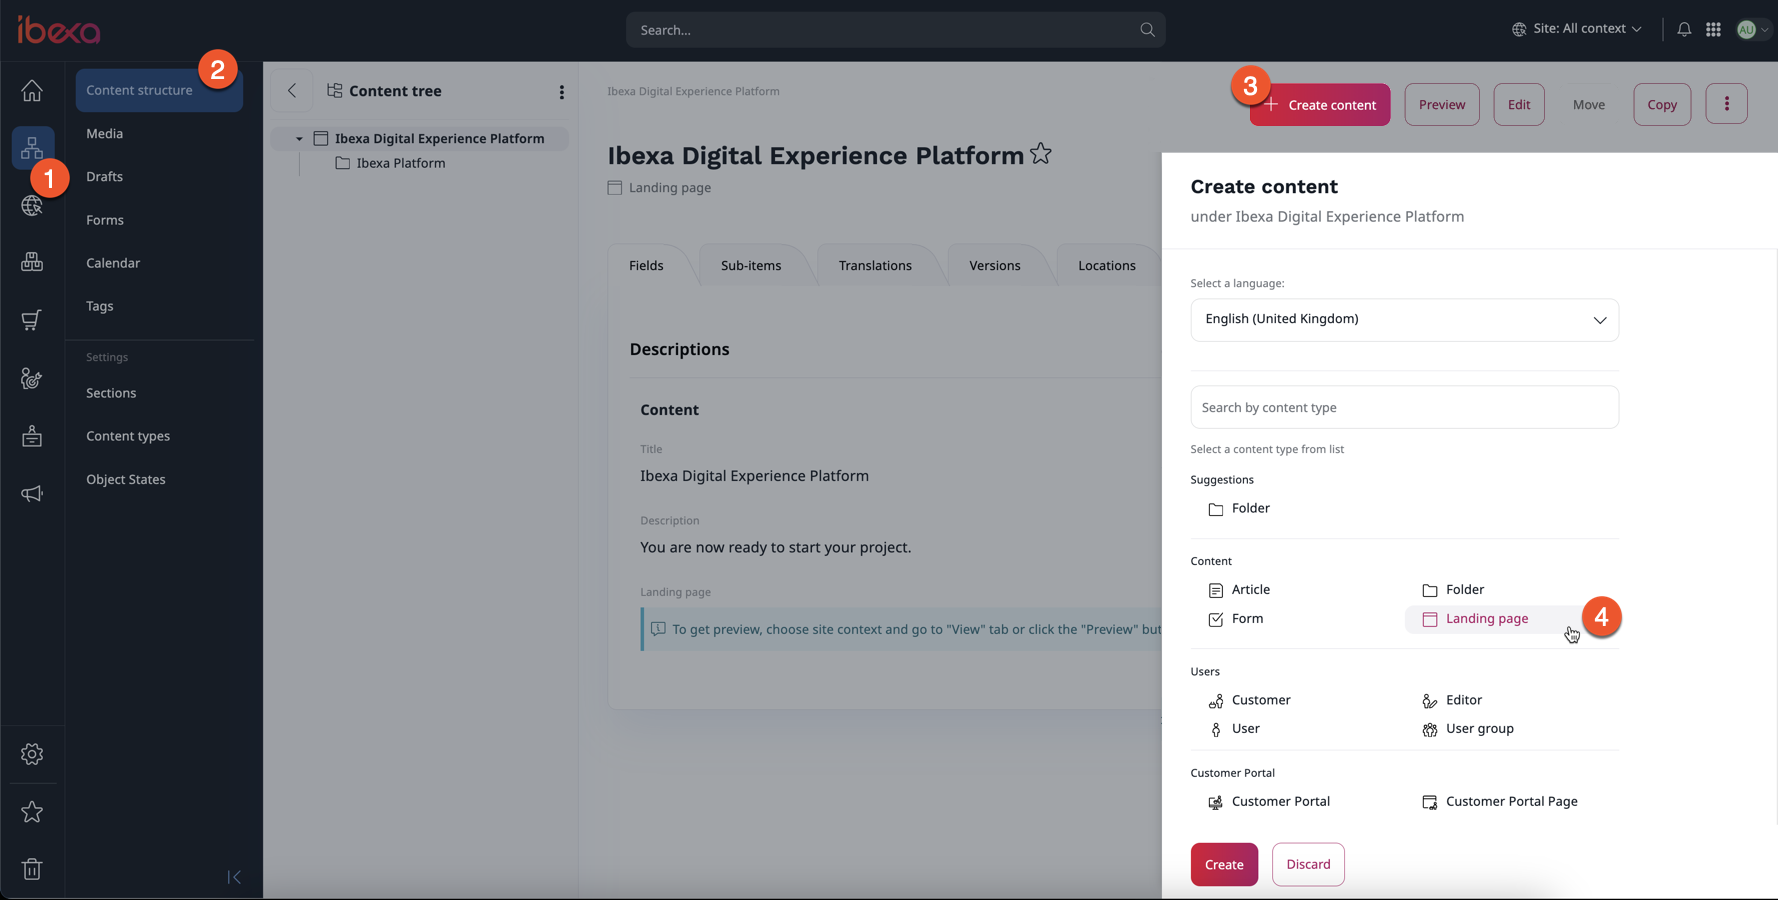 ibexa
Search...
Site: All context
AU
2
Content structure
Media
1
Drafts
Forms
Calendar
Tags
Settings
Sections
Content types
Object States
Content tree
Ibexa Digital Experience Platform
Ibexa Platform
Ibexa Digital Experience Platform
3
Create content
Preview
Edit
Move
Copy
Ibexa Digital Experience Platform
Landing page
Fields
Sub-items
Translations
Versions
Locations
Descriptions
Content
Title
Ibexa Digital Experience Platform
Description
You are now ready to start your project.
Landing page
To get preview, choose site context and go to "View" tab or click the "Preview" but
Create content
under Ibexa Digital Experience Platform
Select a language:
English (United Kingdom)
Search by content type
Select a content type from list
Suggestions
Folder
Content
Article
Folder
Form
Landing page
4
Users
Customer
Editor
User
User group
Customer Portal
Customer Portal
Customer Portal Page
Create
Discard